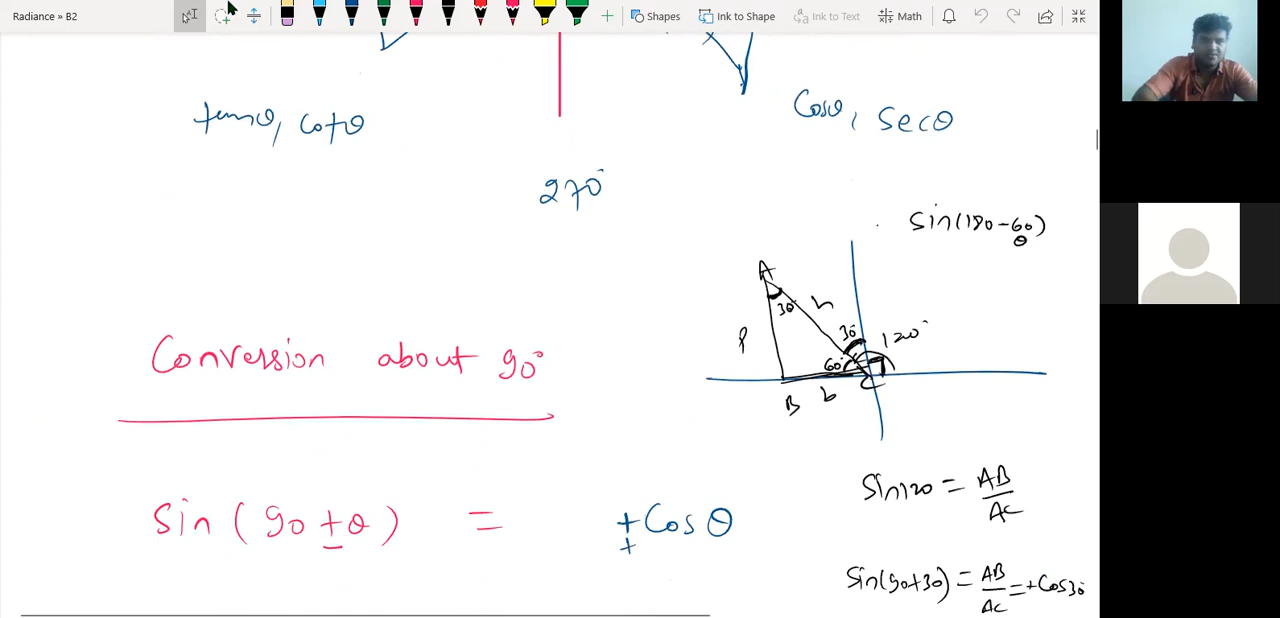 Radiance » B2
Shapes
Ink to Shape
Ink to Text
Math
tanθ, cotθ
Cosθ, Secθ
270°
Sin(180-60)
θ
A
30
h
P
30°
120°
60°
B
b
C
Conversion about 90°
Sin120 = AB/AC
Sin(90±θ) = +Cosθ
+
Sin(90+30) = AB/AC = +Cos30